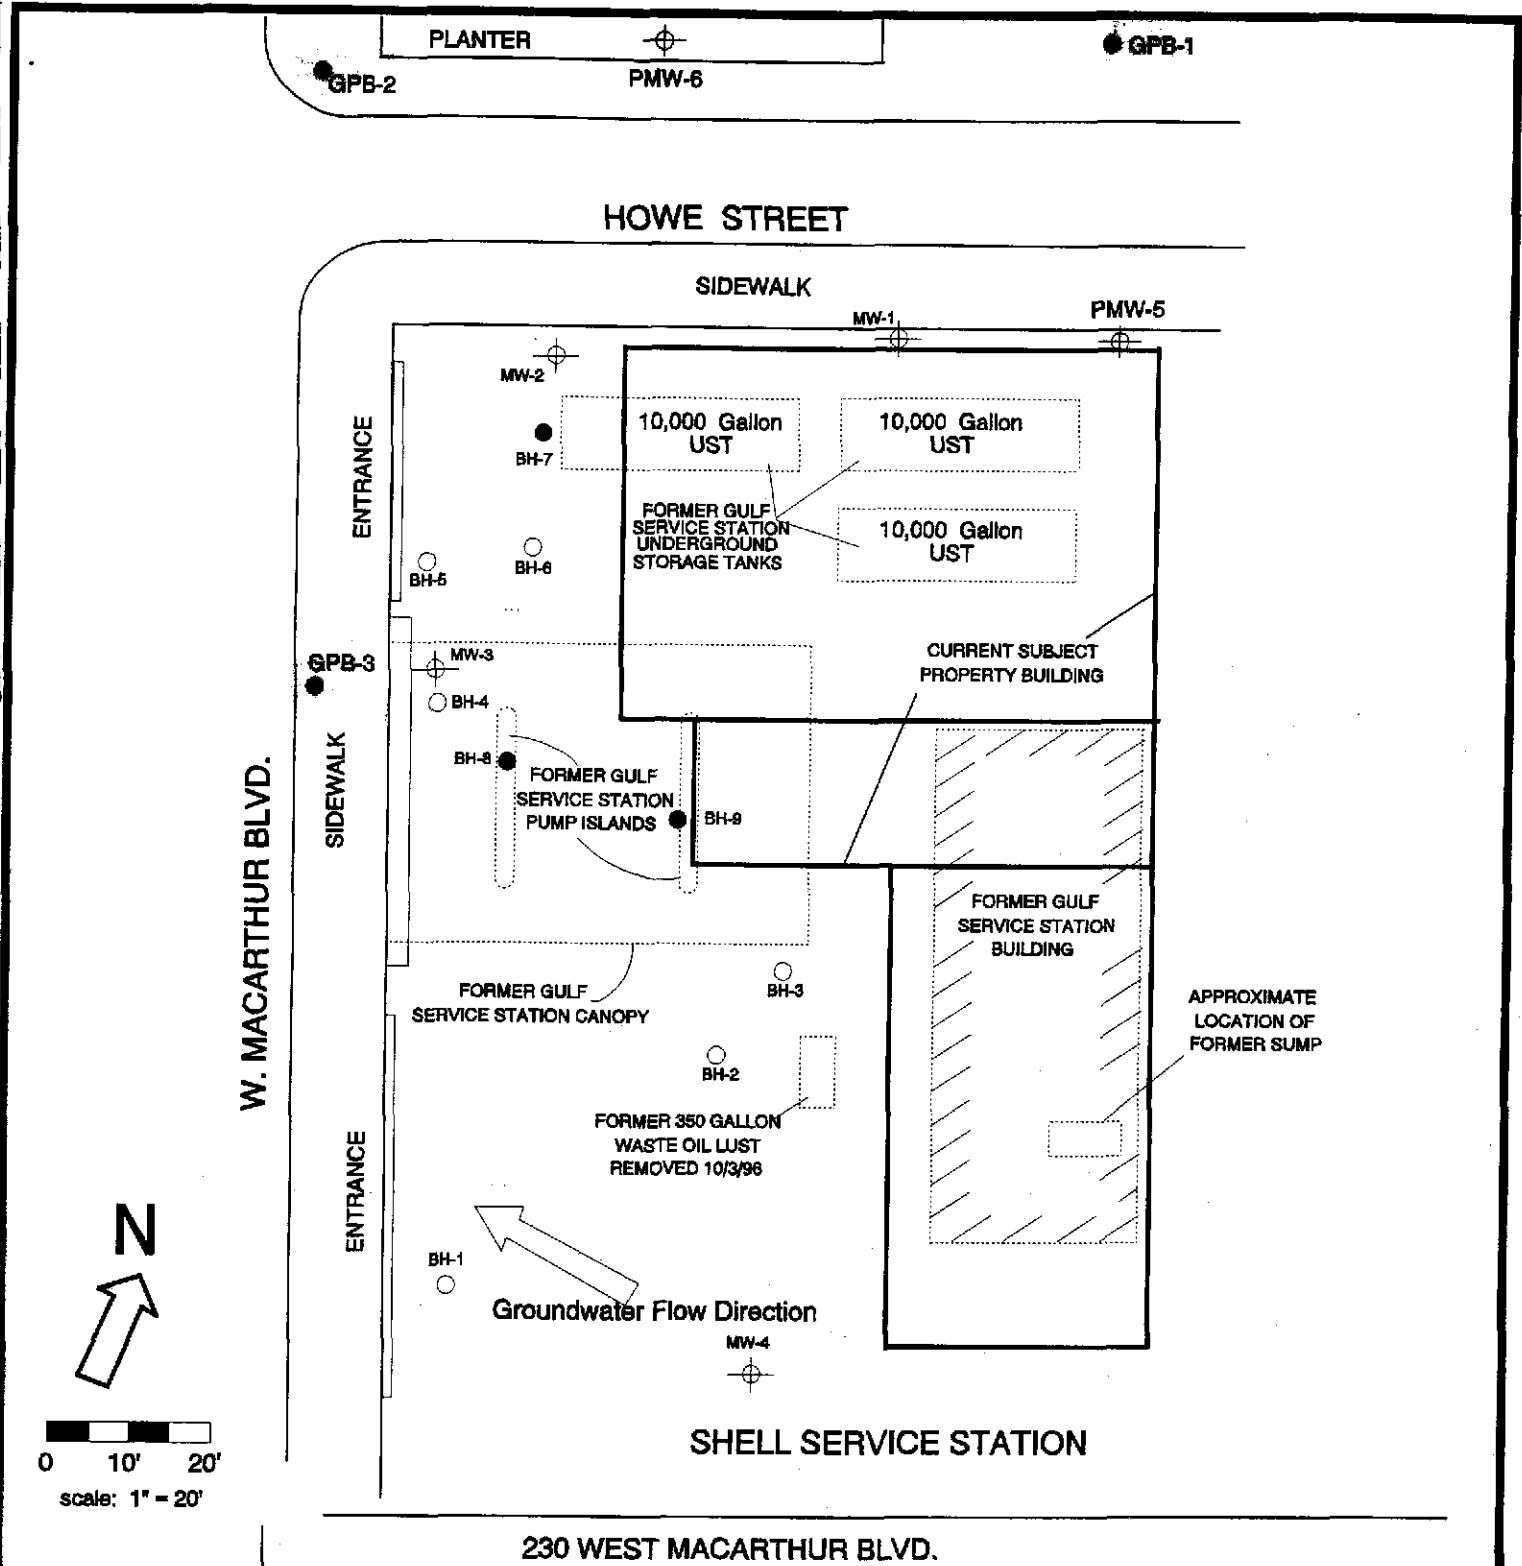 PLANTER
PMW-6
GPB-1
GPB-2
HOWE STREET
SIDEWALK
MW-1
PMW-5
MW-2
BH-7
ENTRANCE
10,000 Gallon
UST
10,000 Gallon
UST
FORMER GULF
SERVICE STATION
UNDERGROUND
STORAGE TANKS
10,000 Gallon
UST
BH-5
BH-6
GPB-3
MW-3
BH-4
CURRENT SUBJECT
PROPERTY BUILDING
SIDEWALK
W. MACARTHUR BLVD.
BH-8
FORMER GULF
SERVICE STATION
PUMP ISLANDS
BH-9
FORMER GULF
SERVICE STATION
BUILDING
FORMER GULF
SERVICE STATION CANOPY
BH-3
APPROXIMATE
LOCATION OF
FORMER SUMP
BH-2
FORMER 350 GALLON
WASTE OIL LUST
REMOVED 10/3/96
ENTRANCE
N
BH-1
Groundwater Flow Direction
MW-4
SHELL SERVICE STATION
0 10' 20'
scale: 1" = 20'
230 WEST MACARTHUR BLVD.